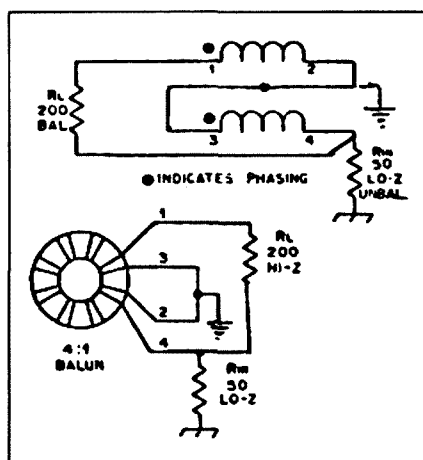 1 2
RL
200
BAL
3 4
RIN
50
LO-Z
UNBAL.
●INDICATES PHASING
1
RL
200
HI-Z
3
2
4
4:1
BALUN
RIN
50
LO-Z